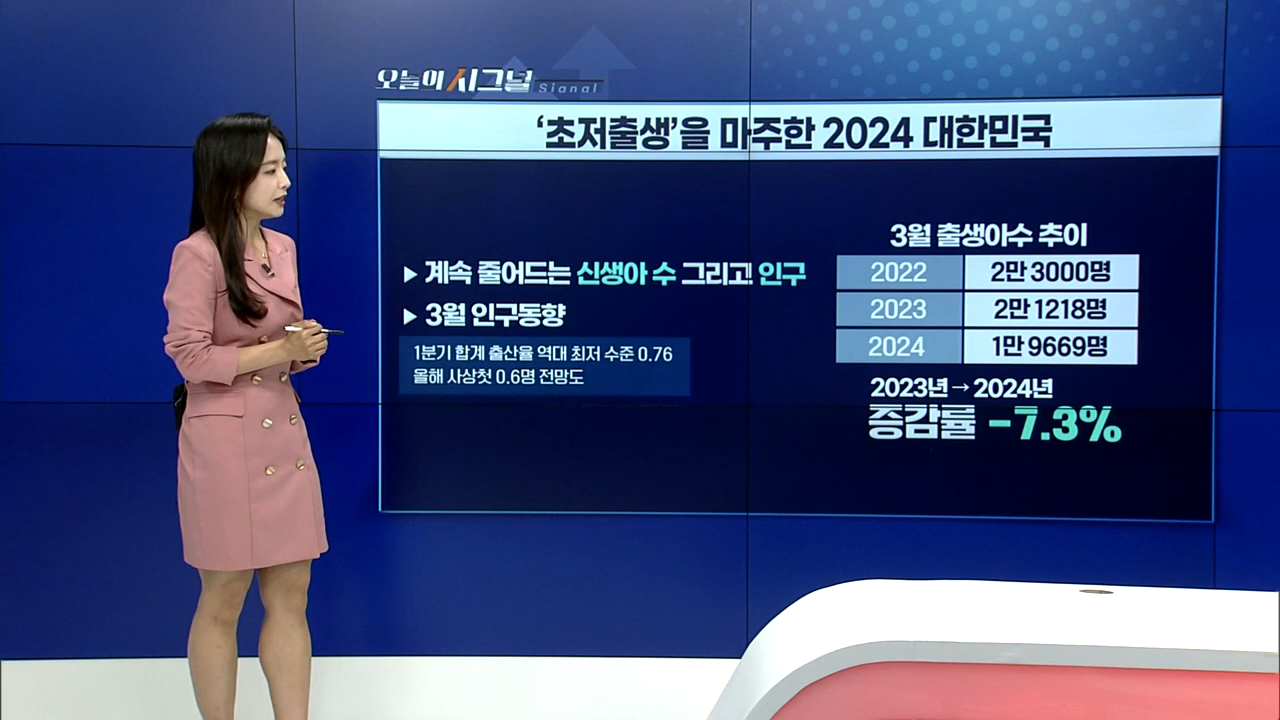 오늘의 시그널
Signal
‘초저출생’을 마주한 2024 대한민국
▶ 계속 줄어드는 신생아 수 그리고 인구
▶ 3월 인구동향
1분기 합계 출산율 역대 최저 수준 0.76
올해 사상첫 0.6명 전망도
3월 출생아수 추이
2022 2만 3000명
2023 2만 1218명
2024 1만 9669명
2023년→2024년
증감률 -7.3%